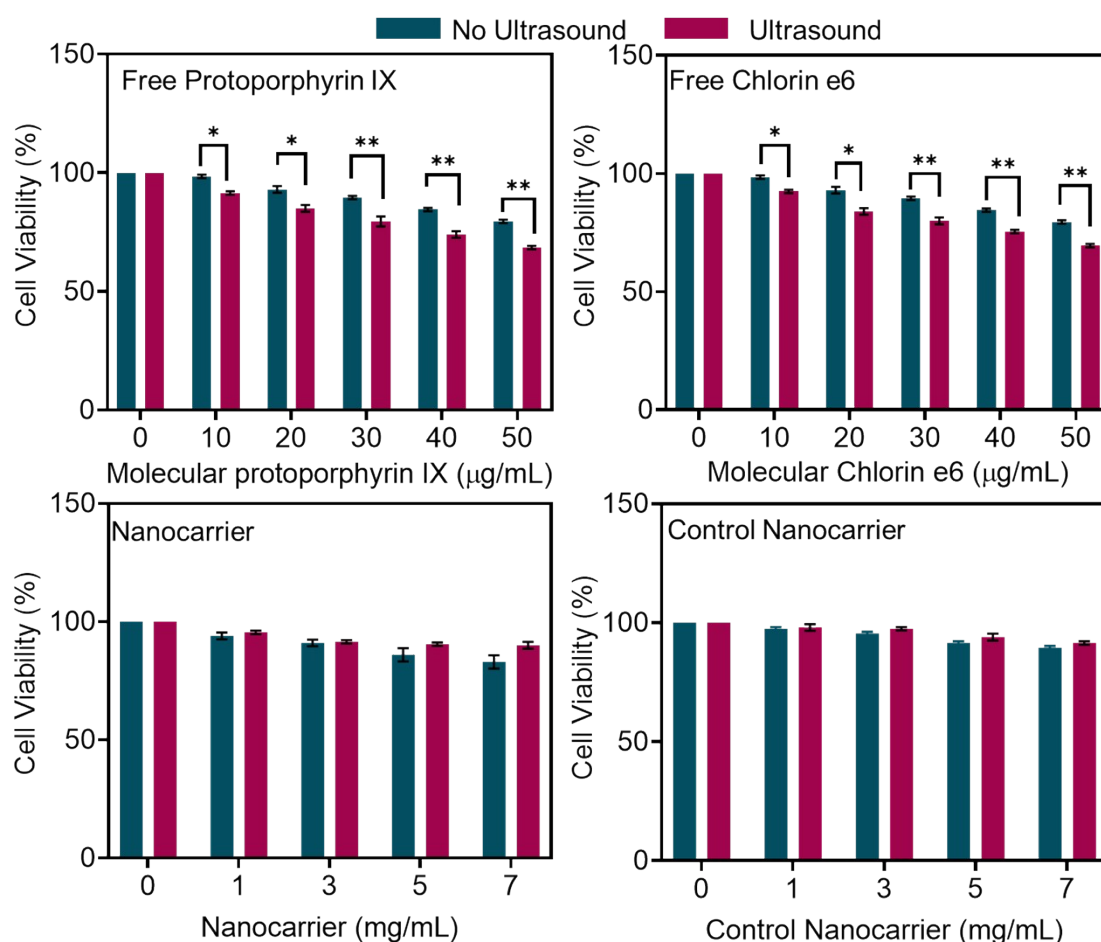 No Ultrasound Ultrasound
Free Protoporphyrin IX
Cell Viability (%)
150
100
50
0
* * ** ** **
0 10 20 30 40 50
Molecular protoporphyrin IX (μg/mL)
Free Chlorin e6
Cell Viability (%)
150
100
50
0
* * ** ** **
0 10 20 30 40 50
Molecular Chlorin e6 (μg/mL)
Nanocarrier
Cell Viability (%)
150
100
50
0
0 1 3 5 7
Nanocarrier (mg/mL)
Control Nanocarrier
Cell Viability (%)
150
100
50
0
0 1 3 5 7
Control Nanocarrier (mg/mL)